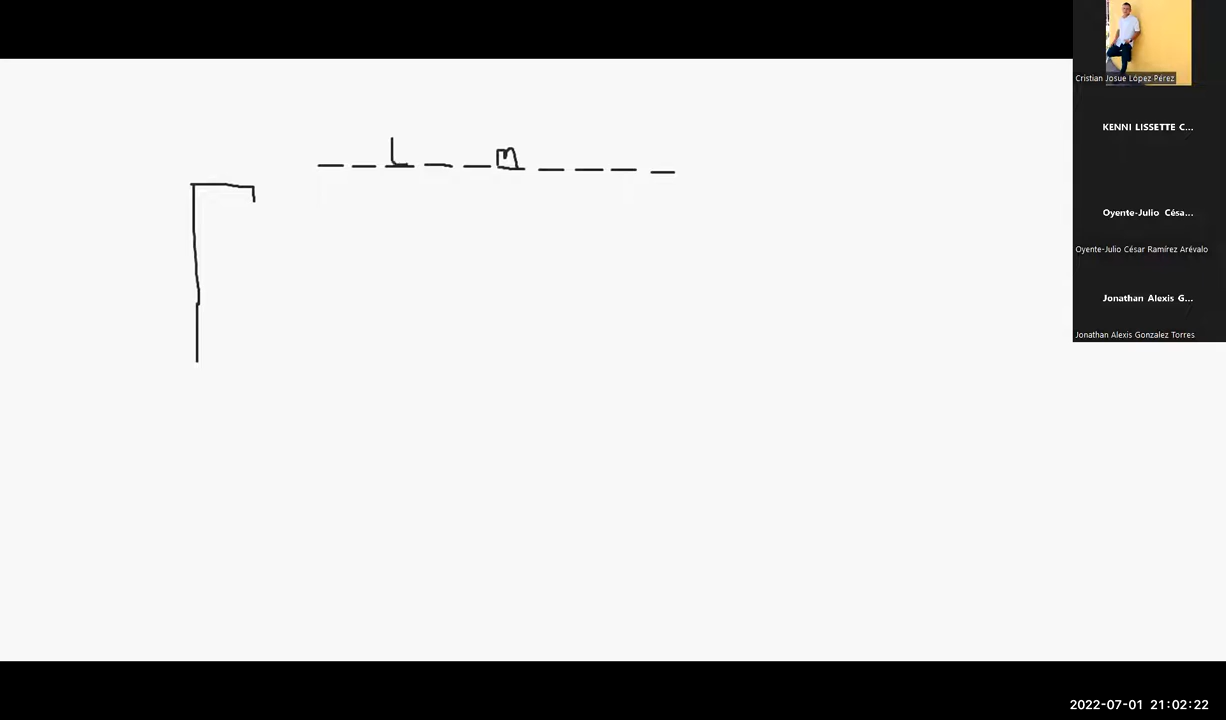 Cristian Josue López Pérez
KENNI LISSETTE C...
Oyente-Julio César...
Oyente-Julio César Ramírez Arévalo
Jonathan Alexis G...
Jonathan Alexis Gonzalez Torres
_ _ L _ _ m _ _ _ _
2022-07-01 21:02:22